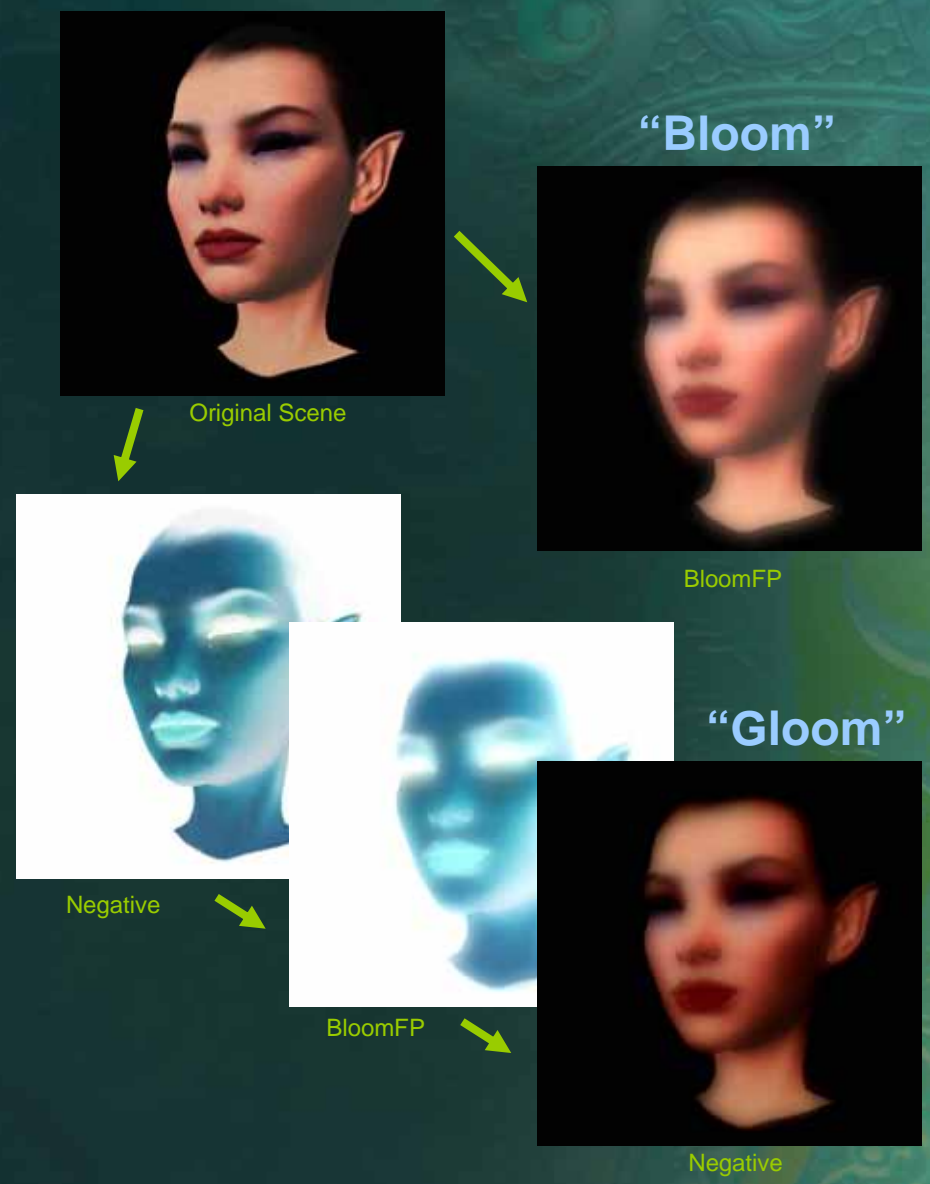 “Bloom”
Original Scene
BloomFP
Negative
“Gloom”
BloomFP
Negative